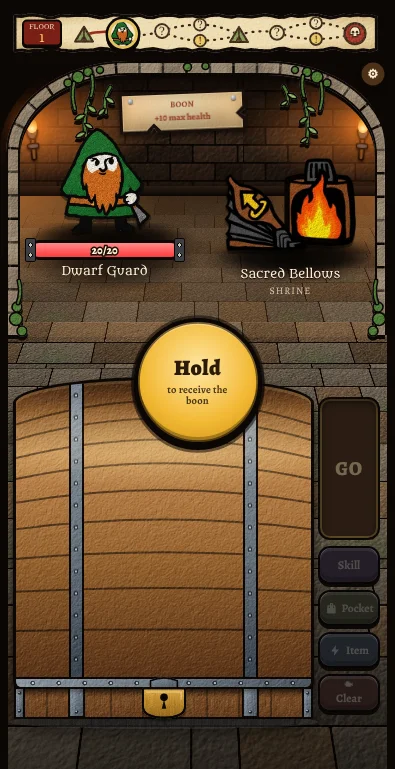 FLOOR
1
?
?
?
?
BOON
+10 max health
20/20
Dwarf Guard
Sacred Bellows
SHRINE
Hold
to receive the
boon
GO
Skill
Pocket
Item
Clear